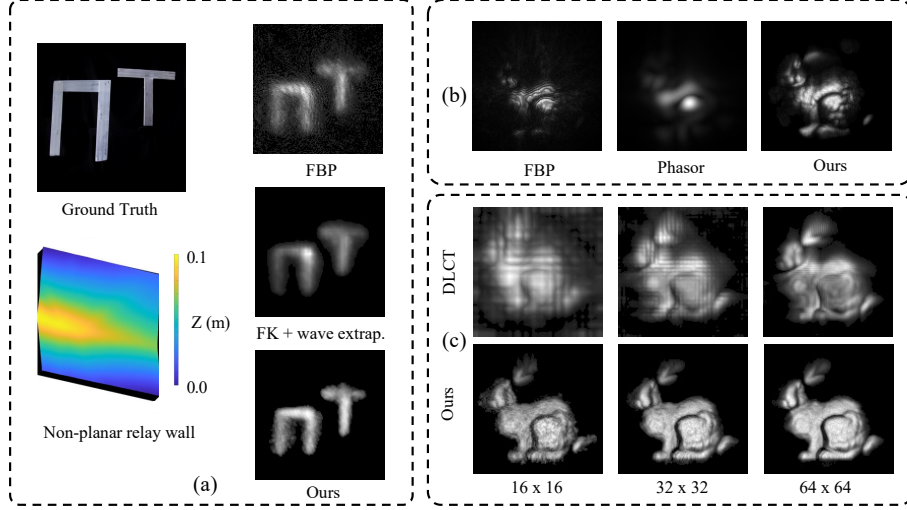 Ground Truth
FBP
0.1
Z (m)
0.0
FK + wave extrap.
Non-planar relay wall
Ours
(a)
(b)
FBP
Phasor
Ours
(c)
DLCT
Ours
16 x 16
32 x 32
64 x 64